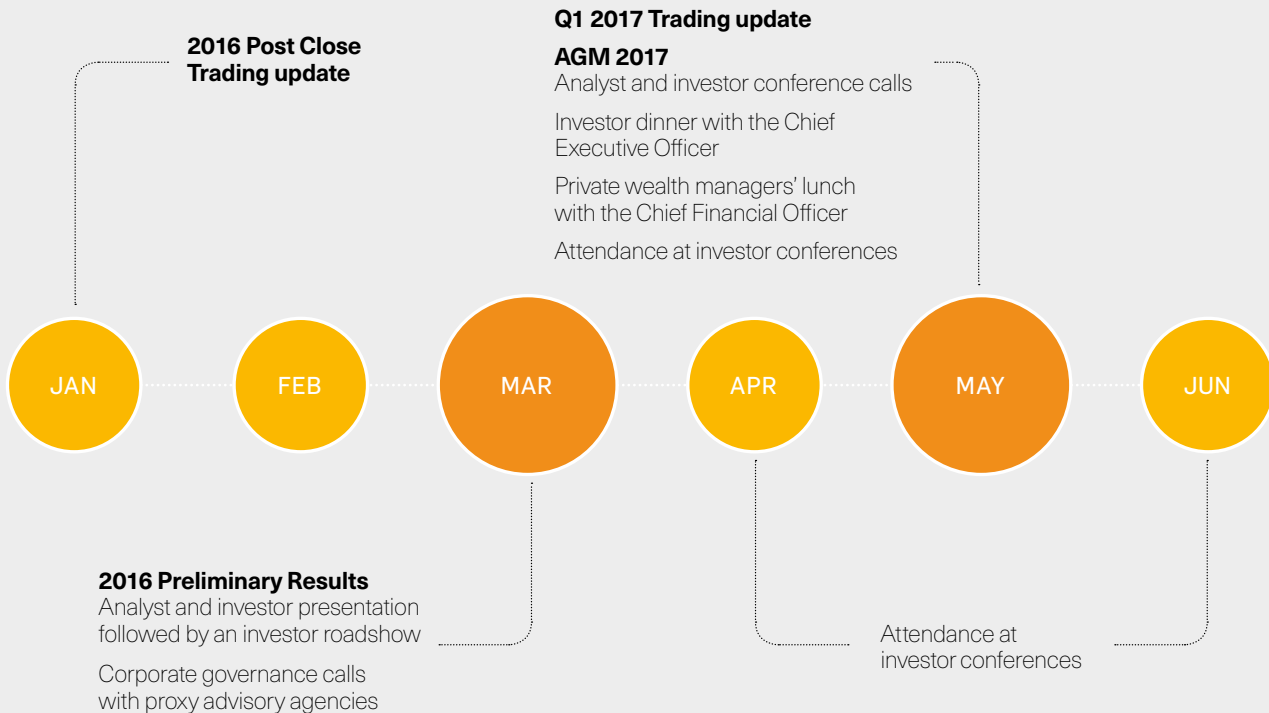 2016 Post Close
Trading update
Q1 2017 Trading update
AGM 2017
Analyst and investor conference calls
Investor dinner with the Chief
Executive Officer
Private wealth managers’ lunch
with the Chief Financial Officer
Attendance at investor conferences
JAN
FEB
MAR
APR
MAY
JUN
2016 Preliminary Results
Analyst and investor presentation
followed by an investor roadshow
Corporate governance calls
with proxy advisory agencies
Attendance at
investor conferences